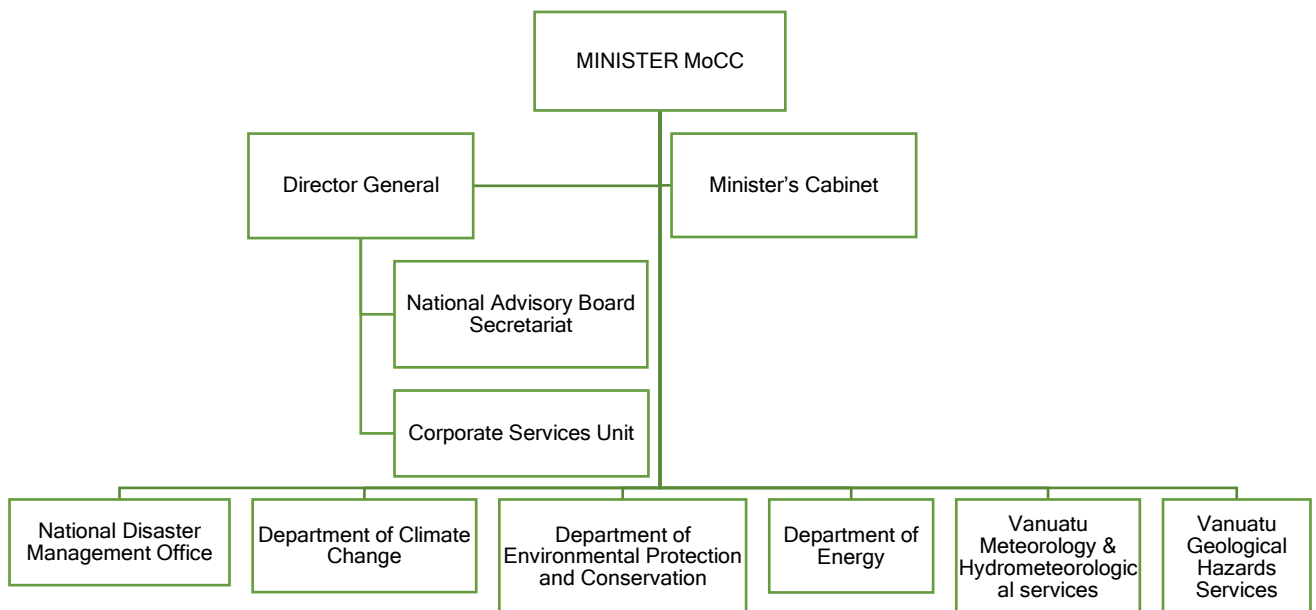 MINISTER MoCC
Director General
Minister’s Cabinet
National Advisory Board
Secretariat
Corporate Services Unit
National Disaster
Management Office
Department of Climate
Change
Department of
Environmental Protection
and Conservation
Department of
Energy
Vanuatu
Meteorology &
Hydrometeorologic
al services
Vanuatu
Geological
Hazards
Services